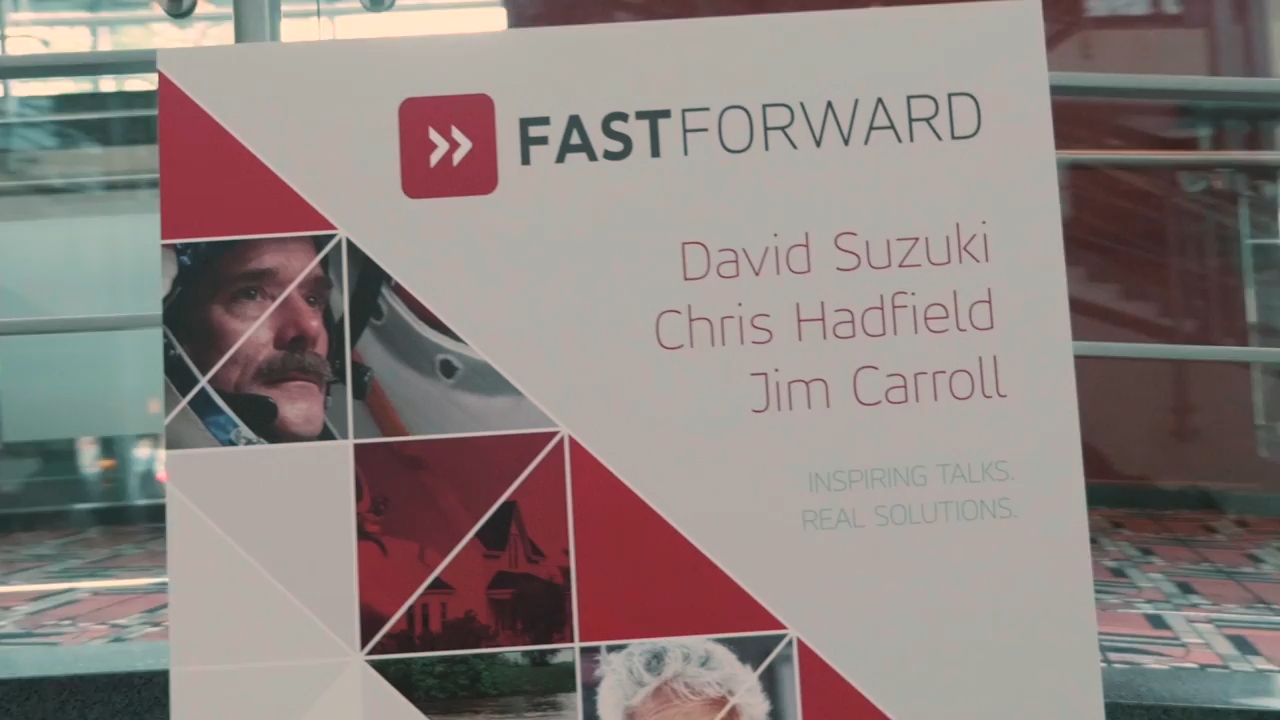 FASTFORWARD
David Suzuki
Chris Hadfield
Jim Carroll
INSPIRING TALKS.
REAL SOLUTIONS.